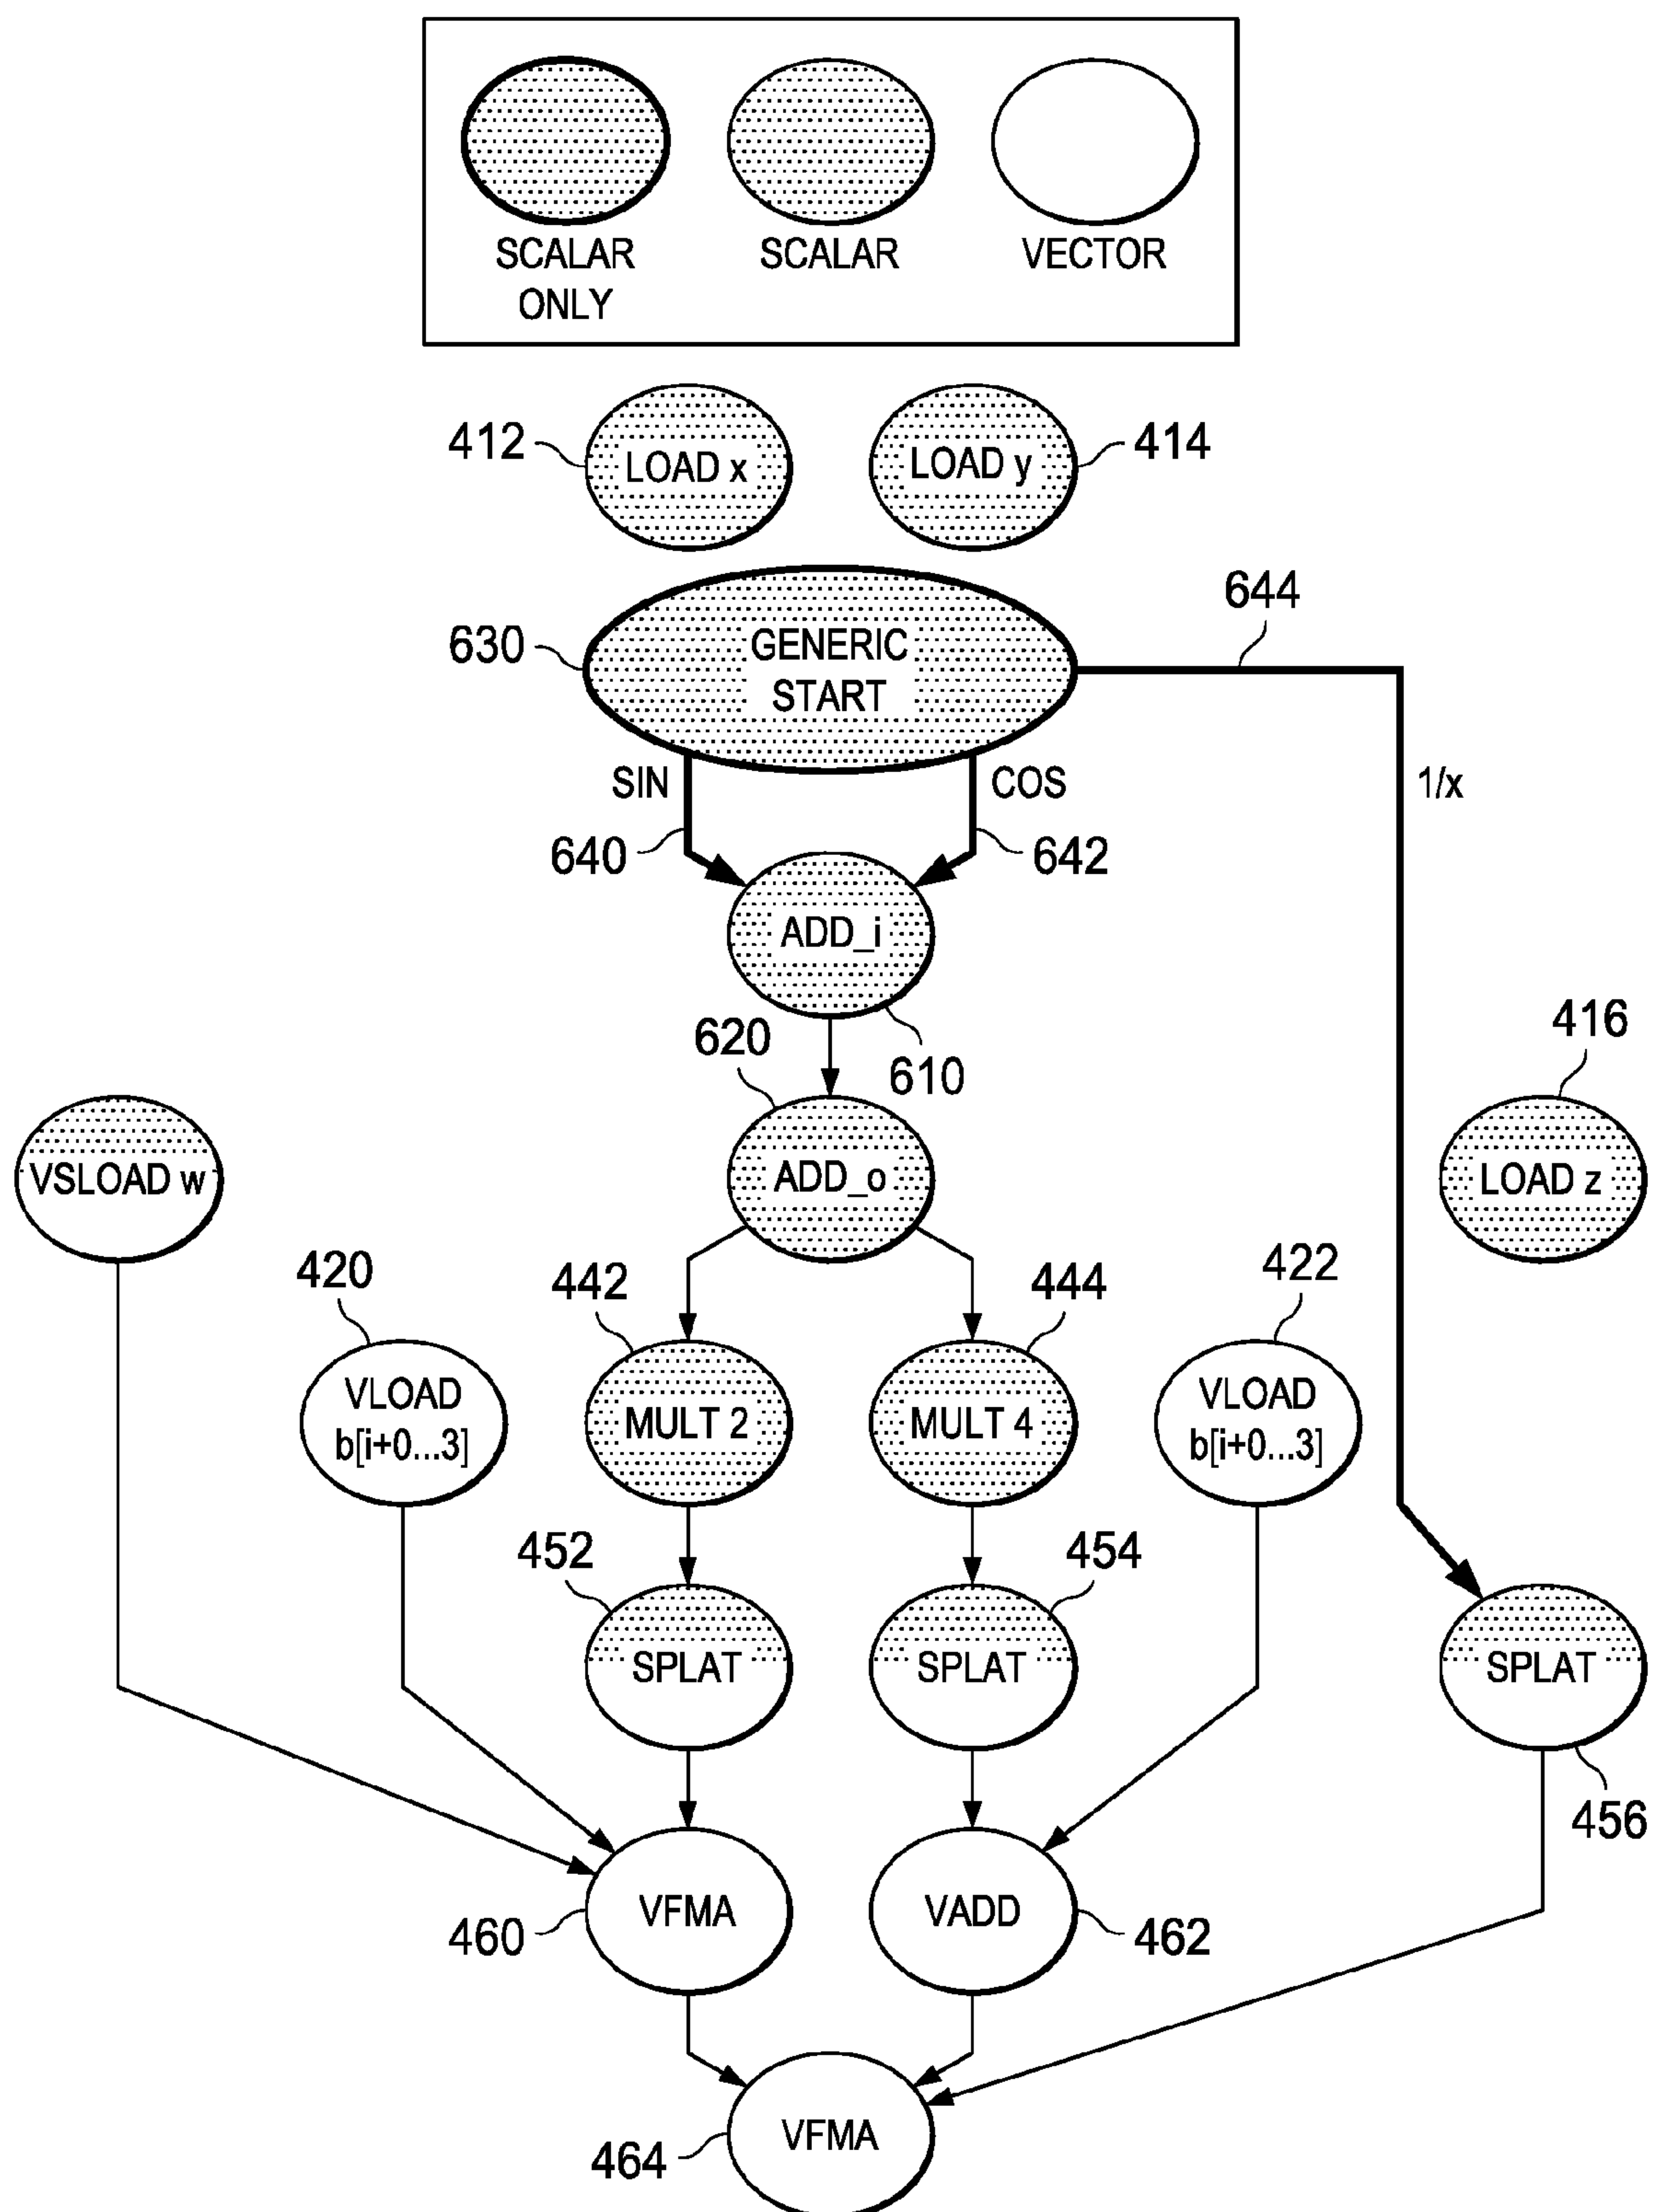 SCALAR
ONLY
SCALAR
VECTOR
412
LOAD x
LOAD y
414
644
630
GENERIC
START
SIN
COS
1/x
640
642
ADD_i
416
620
610
VSLOAD w
ADD_o
LOAD z
420
442
444
422
VLOAD
b[i+0...3]
MULT 2
MULT 4
VLOAD
b[i+0...3]
452
454
SPLAT
SPLAT
SPLAT
456
VFMA
VADD
460
462
VFMA
464